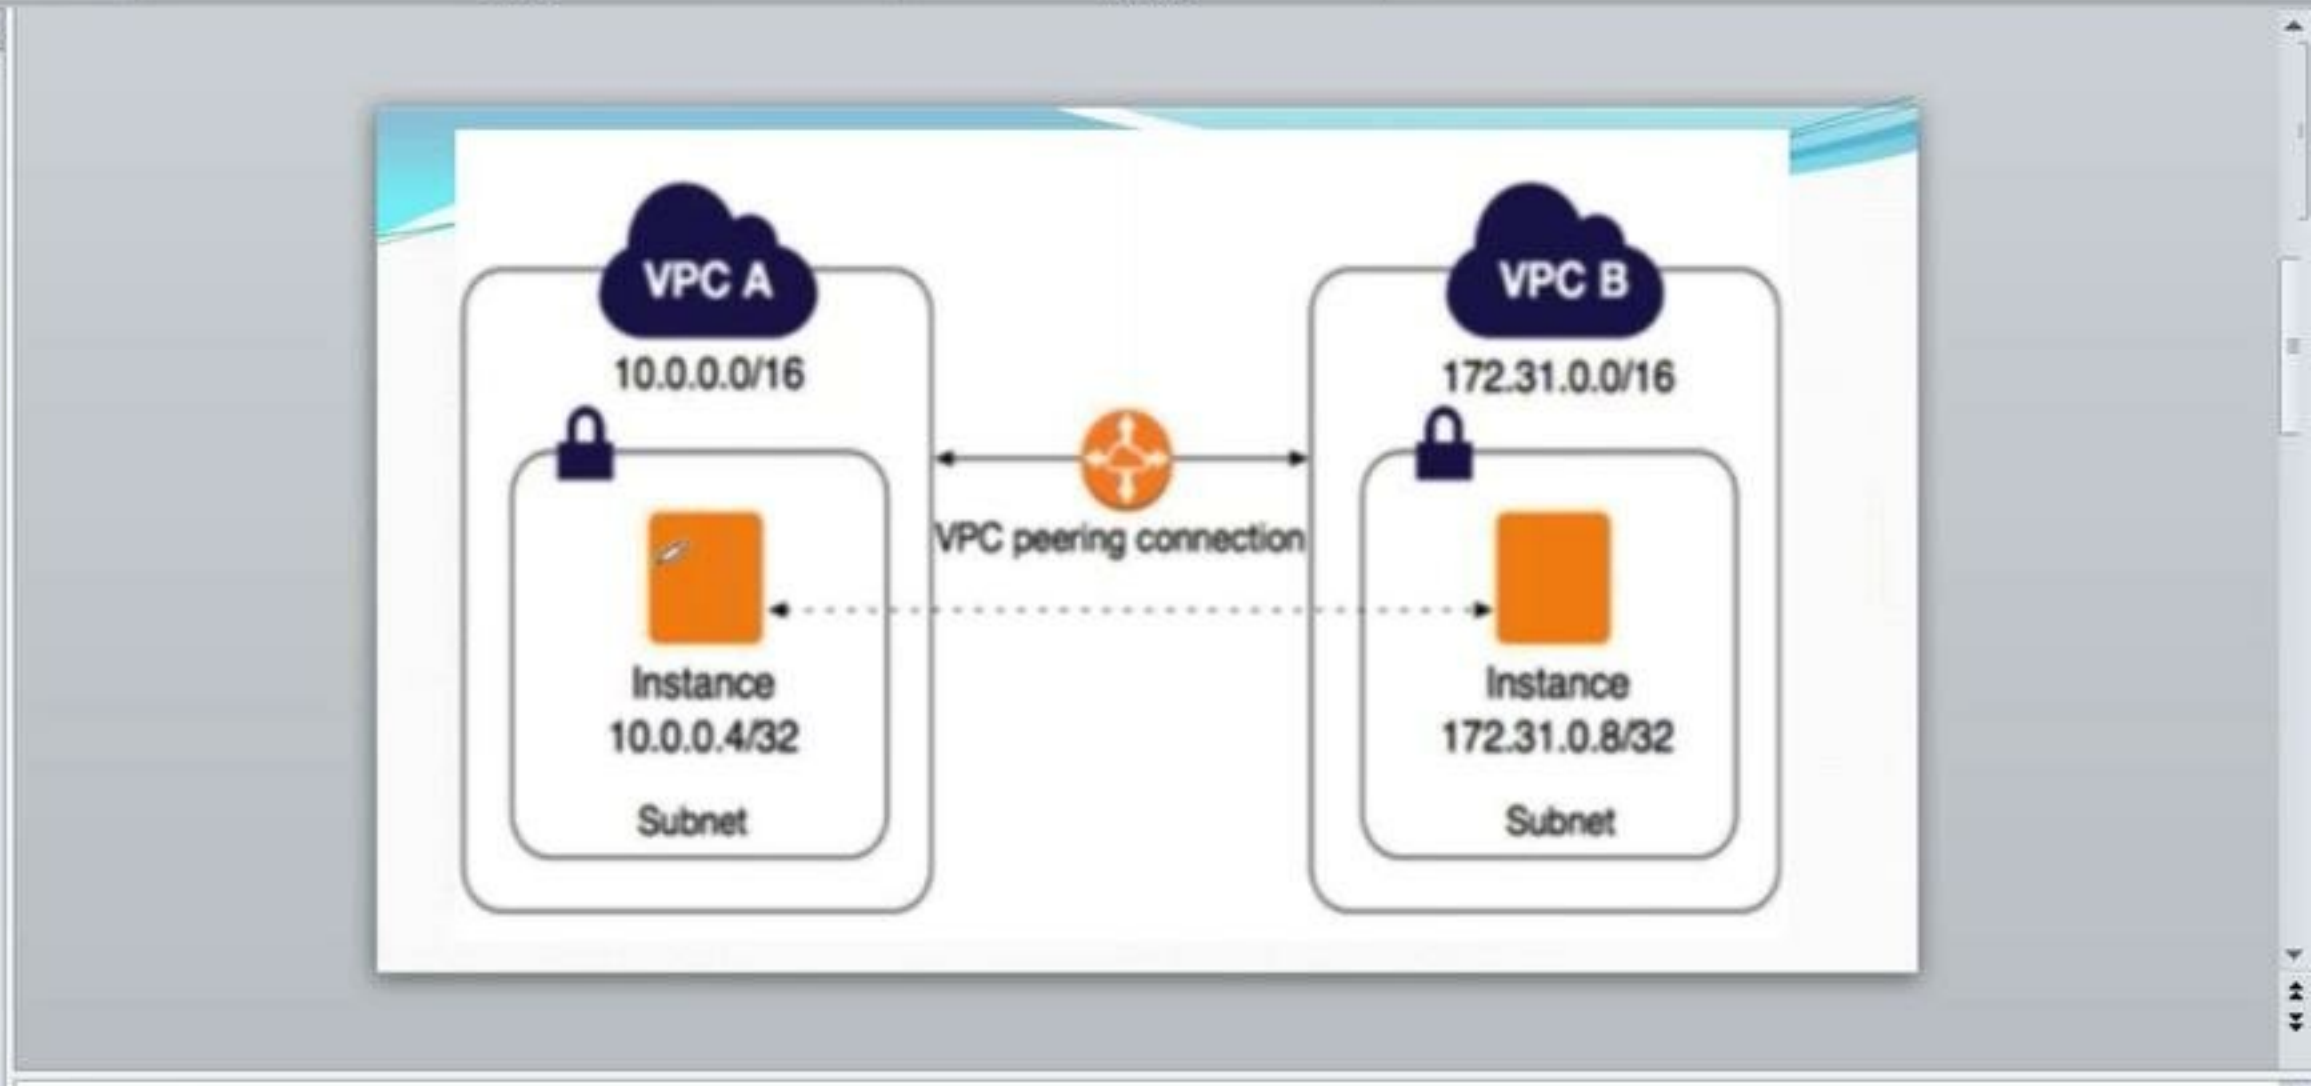 VPC A
10.0.0.0/16
VPC B
172.31.0.0/16
VPC peering connection
Instance
10.0.0.4/32
Subnet
Instance
172.31.0.8/32
Subnet